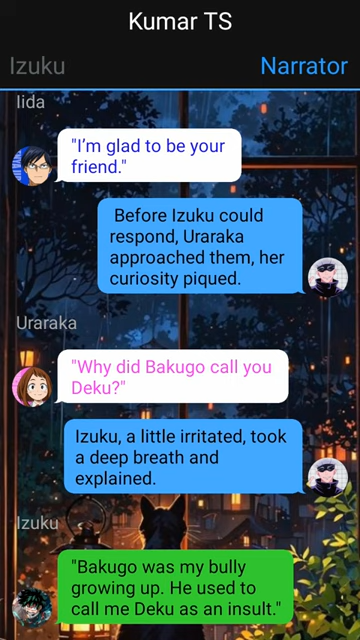 Kumar TS
Izuku
Narrator
Iida
"I'm glad to be your
friend."
Before Izuku could
respond, Uraraka
approached them, her
curiosity piqued.
Uraraka
"Why did Bakugo call you
Deku?"
Izuku, a little irritated, took
a deep breath and
explained.
Izuku
"Bakugo was my bully
growing up. He used to
call me Deku as an insult."